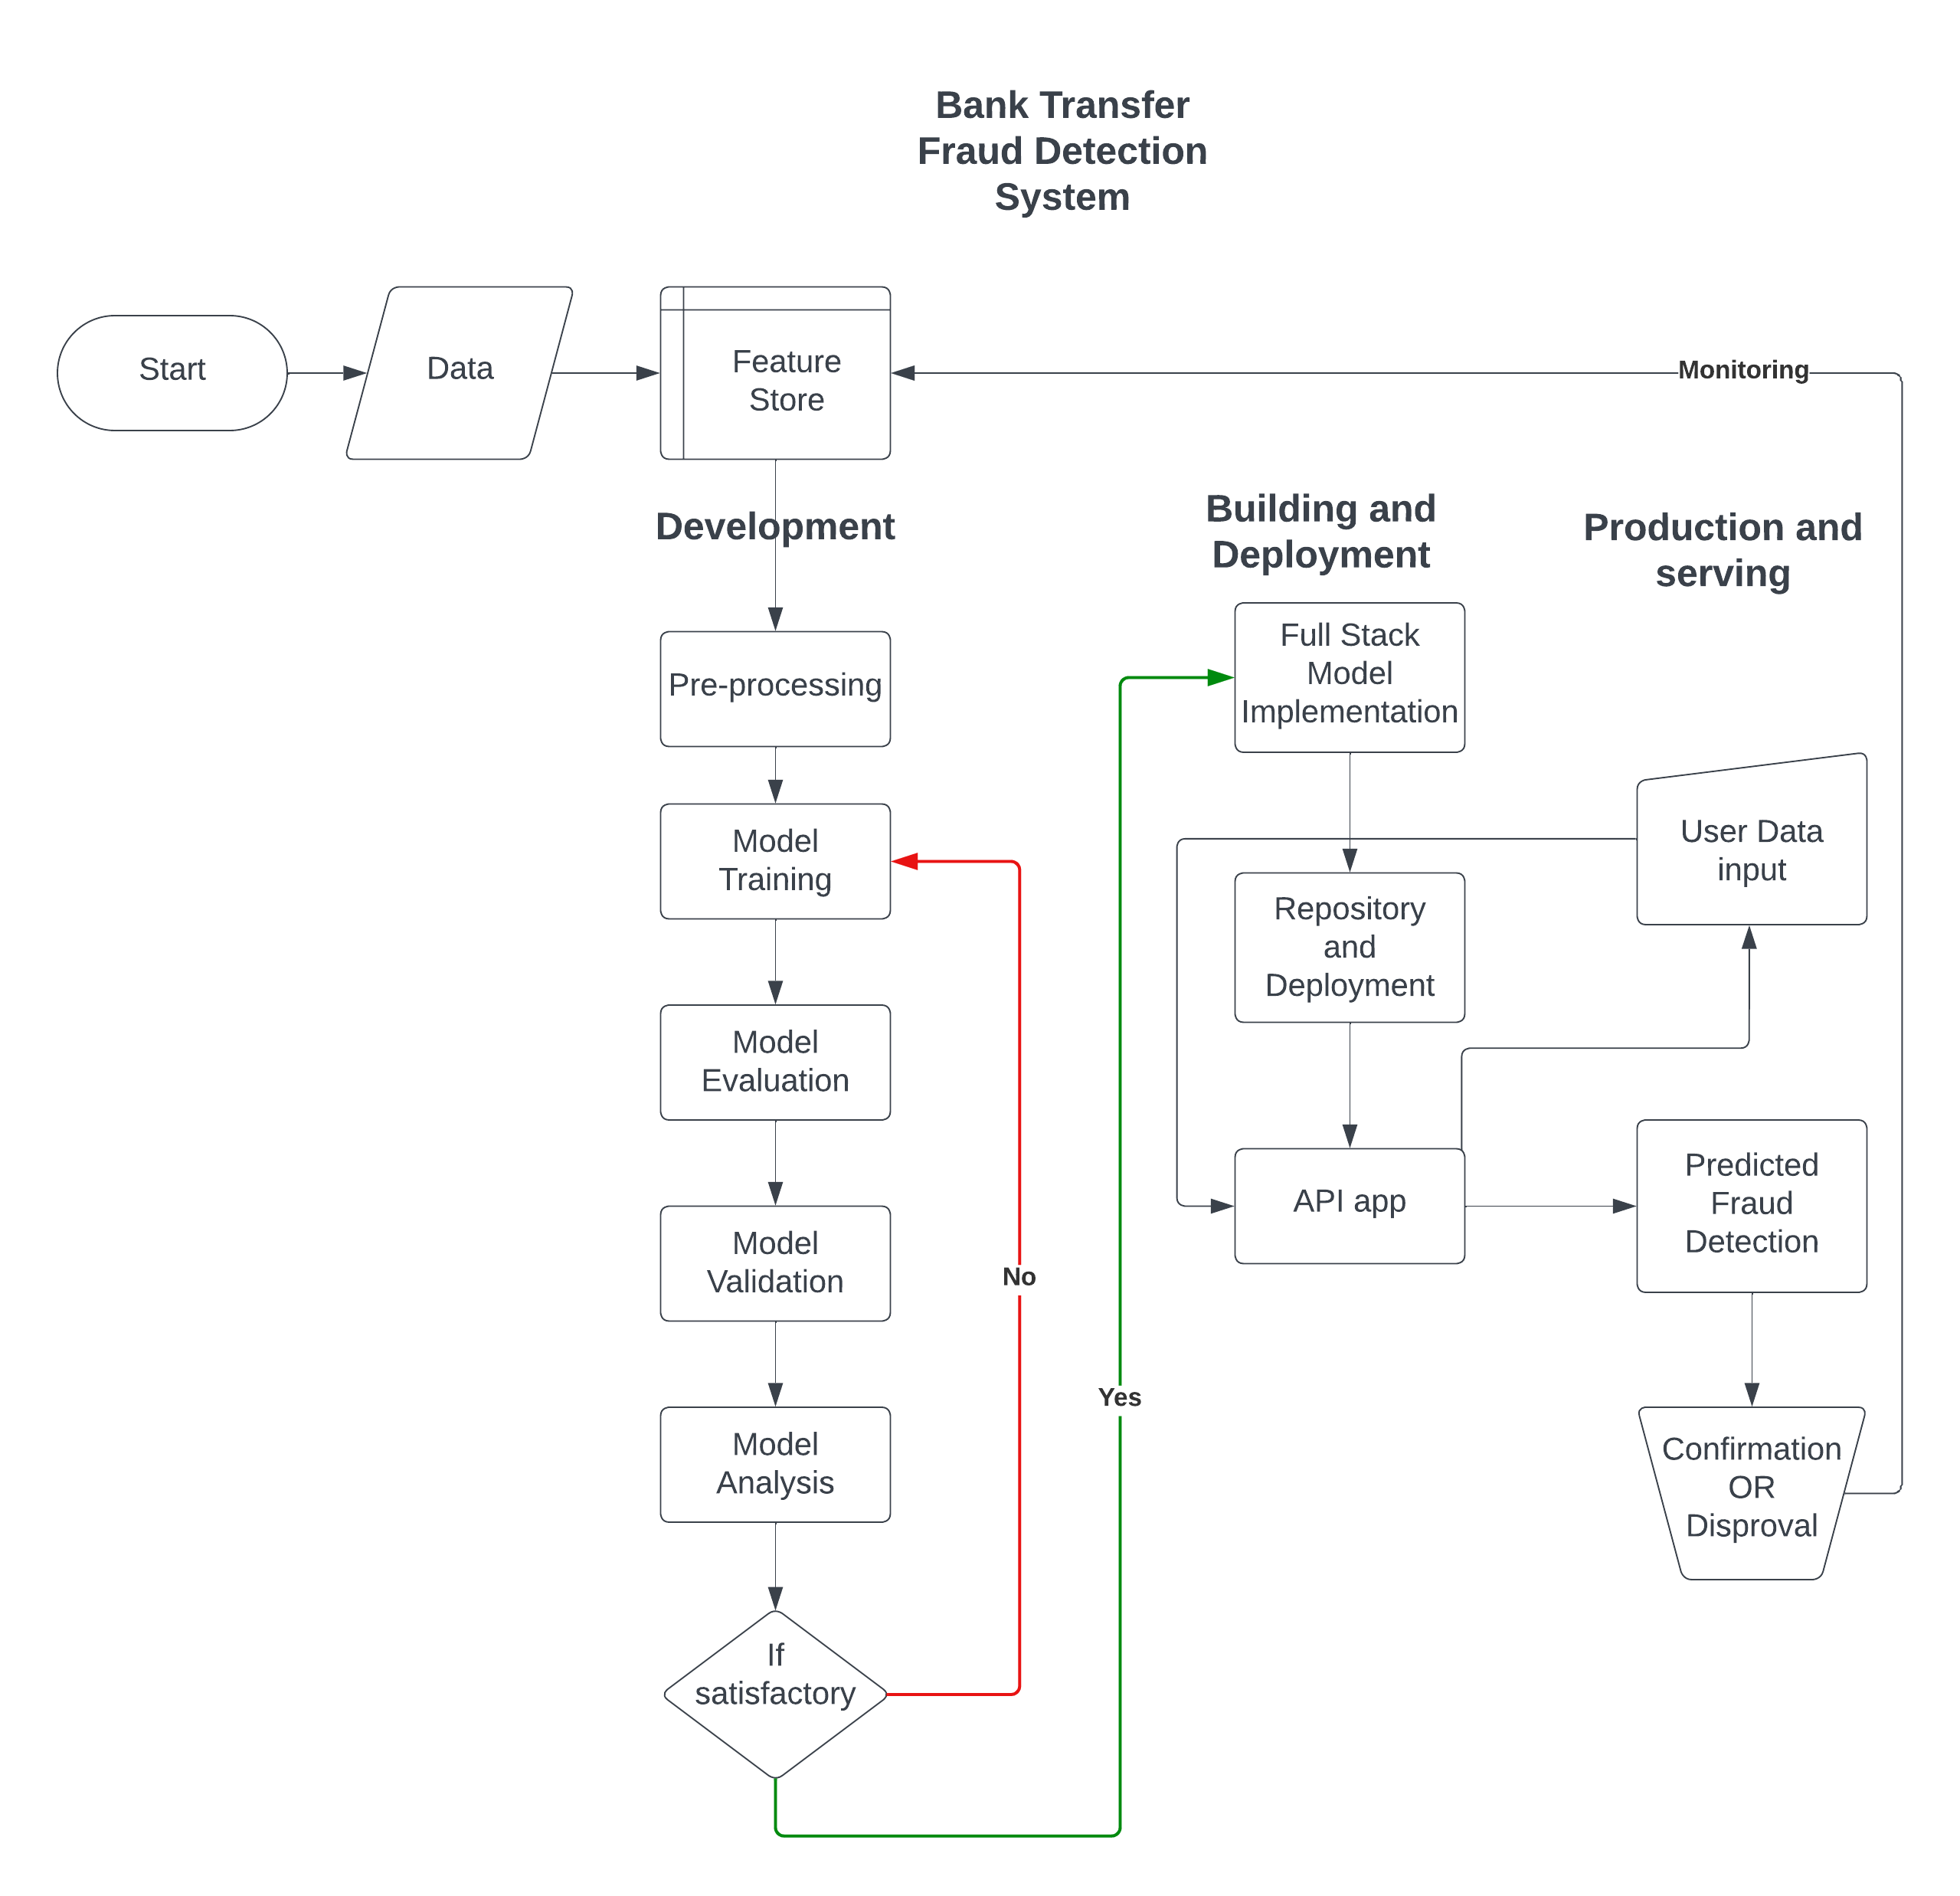 Bank Transfer
Fraud Detection
System
Start
Data
Feature
Store
Monitoring
Development
Pre-processing
Model
Training
Model
Evaluation
Model
Validation
Model
Analysis
If
satisfactory
No
Yes
Building and
Deployment
Full Stack
Model
Implementation
Repository
and
Deployment
API app
Production and
serving
User Data
input
Predicted
Fraud
Detection
Confirmation
OR
Disproval